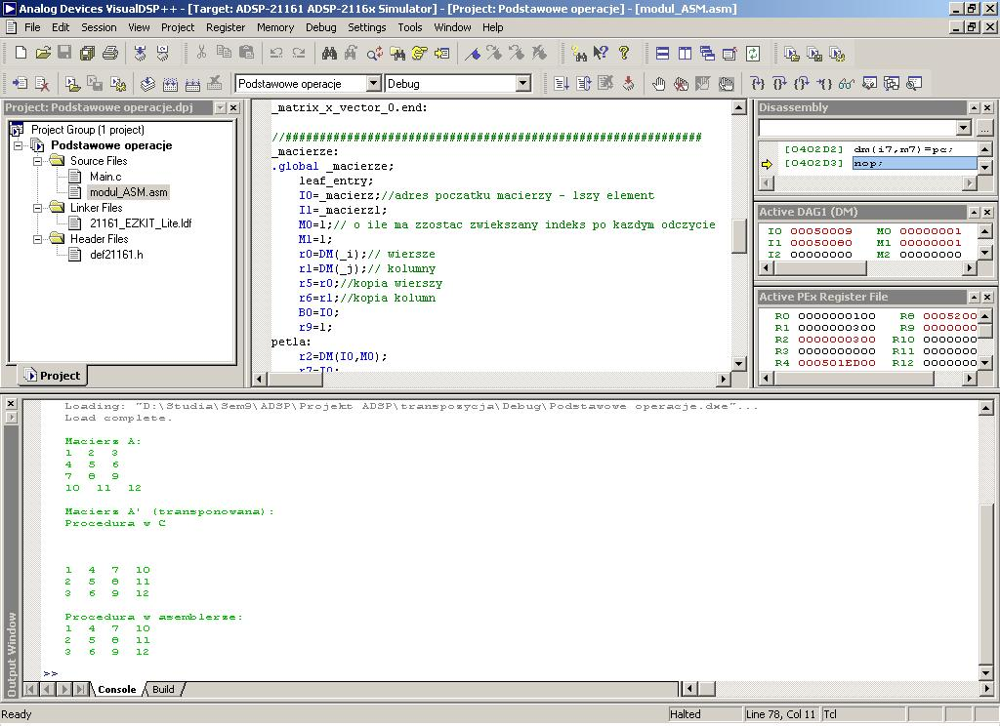 Analog Devices VisualDSP++ - [Target: ADSP-21161 ADSP-2116x Simulator] - [Project: Podstawowe operacje] - [modul_ASM.asm]
File Edit Session View Project Register Memory Debug Settings Tools Window Help
Podstawowe operacje Debug
Project: Podstawowe operacje.dpj
Project Group (1 project)
Podstawowe operacje
Source Files
Main.c
modul_ASM.asm
Linker Files
21161_EZKIT_Lite.ldf
Header Files
def21161.h
Project
_matrix_x_vector_0.end:
//#############################################################
_macierze:
.global _macierze;
leaf_entry;
I0=_macierz;//adres poczatku macierzy - 1szy element
I1=_macierz1;
M0=1;// o ile ma zzostac zwiekszany indeks po kazdym odczycie
M1=1;
r0=DM(_i);// wiersze
r1=DM(_j);// kolumny
r5=r0;//kopia wierszy
r6=r1;//kopia kolumn
B0=I0;
r9=1;
petla:
r2=DM(I0,M0);
r7=I0;
Disassembly
[0402D2] dm(i7,m7)=pc;
[0402D3] nop;
Active DAG1 (DM)
I0 00050009 M0 00000001
I1 00050080 M1 00000001
I2 00000000 M2 00000000
Active PEx Register File
R0 0000000100 R8 0005200
R1 0000000300 R9 0000000
R2 0000000300 R10 0000000
R3 0000000000 R11 0000000
R4 000501ED00 R12 0000000
Loading: "D:\Studia\Sem9\ADSP\Projekt ADSP\transpozycja\Debug\Podstawowe operacje.dxe"...
Load complete.
Macierz A:
1 2 3
4 5 6
7 8 9
10 11 12
Macierz A' (transponowana):
Procedura w C
1 4 7 10
2 5 8 11
3 6 9 12
Procedura w asemblerze:
1 4 7 10
2 5 8 11
3 6 9 12
>>
Output Window
Console Build
Ready Halted Line 78, Col 11 Tcl